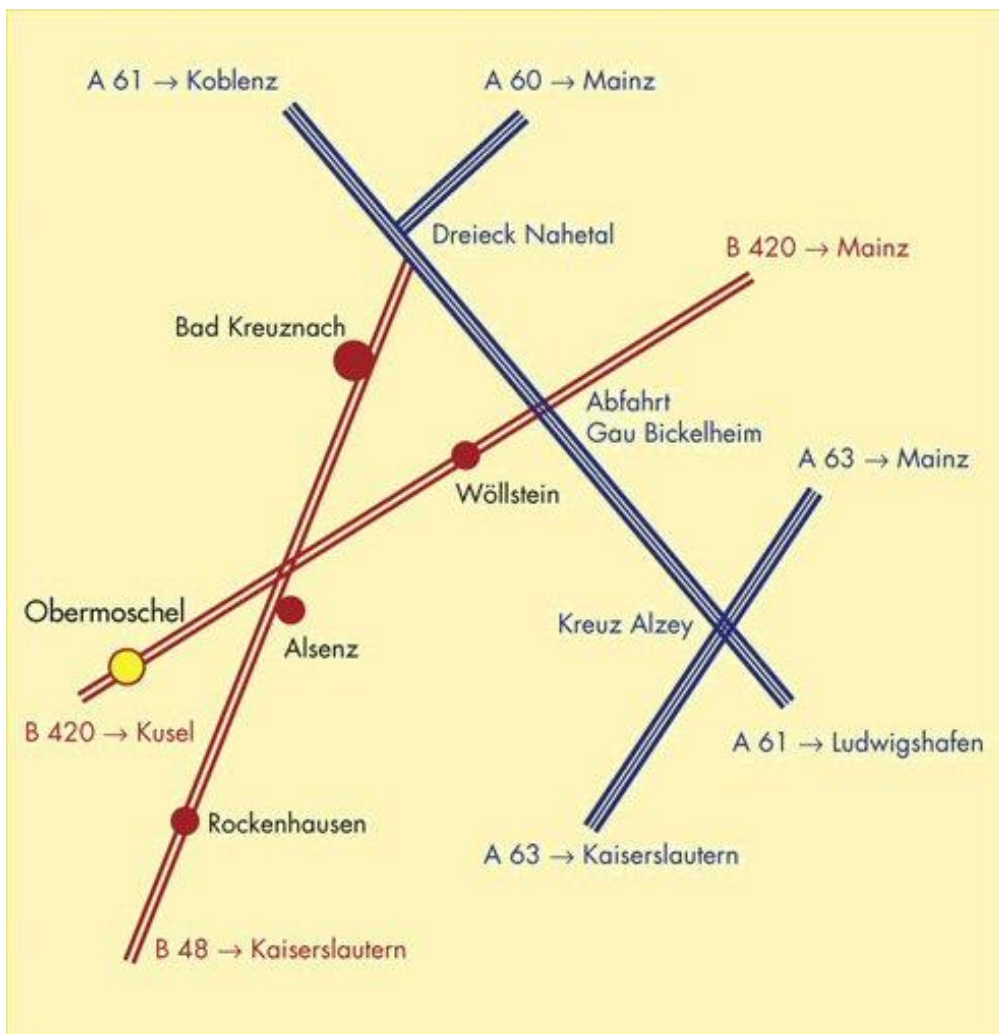 A 61 → Koblenz
A 60 → Mainz
Dreieck Nahetal
B 420 → Mainz
Bad Kreuznach
Abfahrt
Gau Bickelheim
A 63 → Mainz
Wöllstein
Obermoschel
Kreuz Alzey
Alsenz
B 420 → Kusel
A 61 → Ludwigshafen
Rockenhausen
A 63 → Kaiserslautern
B 48 → Kaiserslautern